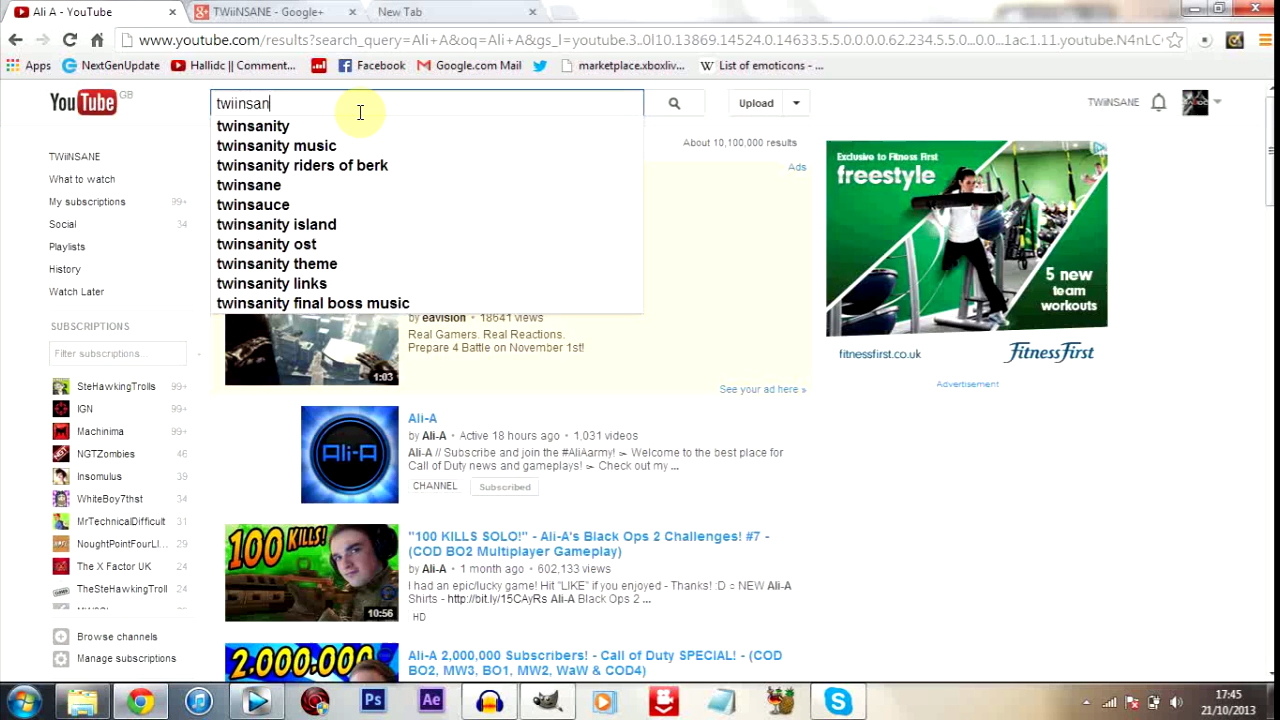 Ali A - YouTube
TWiiNSANE - Google+
New Tab
www.youtube.com/results?search_query=Ali+A&oq=Ali+A&gs_l=youtube.3..0l10.13869.14524.0.14633.5.5.0.0.0.0.62.234.5.5.0...0.0...1ac.1.11.youtube.N4nLC
Apps
NextGenUpdate
Hallidc || Comment...
Facebook
Google.com Mail
marketplace.xboxliv...
W List of emoticons - ...
YouTube GB
twiinsan
Upload
TWiiNSANE
twinsanity
twinsanity music
twinsanity riders of berk
twinsane
twinsauce
twinsanity island
twinsanity ost
twinsanity theme
twinsanity links
twinsanity final boss music
About 10,100,000 results
Ads
TWiiNSANE
What to watch
My subscriptions 99+
Social 34
Playlists
History
Watch Later
SUBSCRIPTIONS
Filter subscriptions...
SteHawkingTrolls 99+
IGN 99+
Machinima 99+
NGTZombies 46
Insomulus 39
WhiteBoy7thst 34
MrTechnicalDifficult 31
NoughtPointFourLI... 29
The X Factor UK 24
TheSteHawkingTroll 24
Browse channels
Manage subscriptions
by eavision • 18641 views
Real Gamers. Real Reactions.
Prepare 4 Battle on November 1st!
1:03
See your ad here »
Ali-A
Ali-A
by Ali-A • Active 18 hours ago • 1,031 videos
Ali-A // Subscribe and join the #AliAarmy! ➢ Welcome to the best place for
Call of Duty news and gameplays! ➢ Check out my ...
CHANNEL
Subscribed
100
KILLS!
10:56
"100 KILLS SOLO!" - Ali-A's Black Ops 2 Challenges! #7 -
(COD BO2 Multiplayer Gameplay)
by Ali-A • 1 month ago • 602,133 views
I had an epic/lucky game! Hit "LIKE" if you enjoyed - Thanks! :D ○ NEW Ali-A
Shirts - http://bit.ly/15CAyRs Ali-A Black Ops 2 ...
HD
2,000,000
Ali-A 2,000,000 Subscribers! - Call of Duty SPECIAL! - (COD
BO2, MW3, BO1, MW2, WaW & COD4)
Exclusive to Fitness First
freestyle
5 new
team
workouts
fitnessfirst.co.uk
Fitness First
Advertisement
Ps
Ae
17:45
21/10/2013